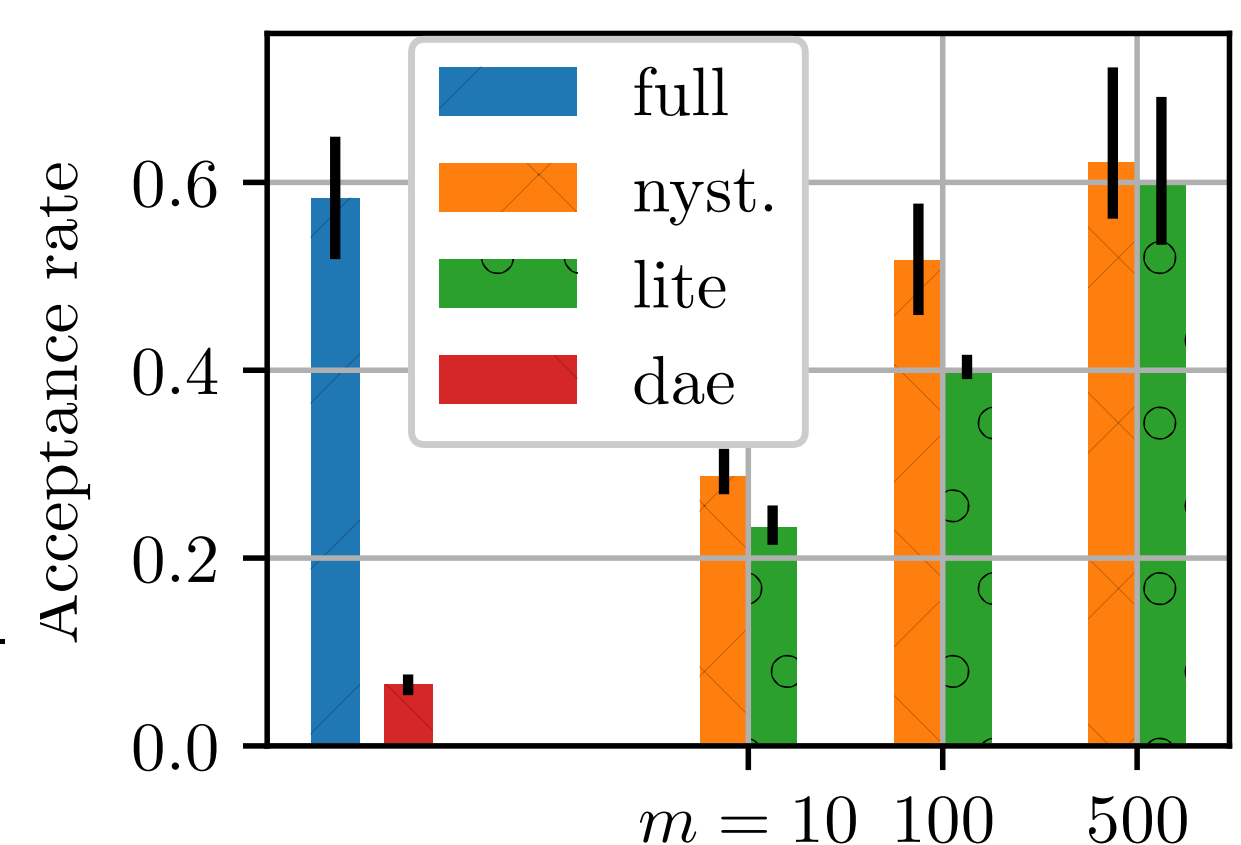 Acceptance rate
0.6
0.4
0.2
0.0
full
nyst.
lite
dae
m = 10 100 500